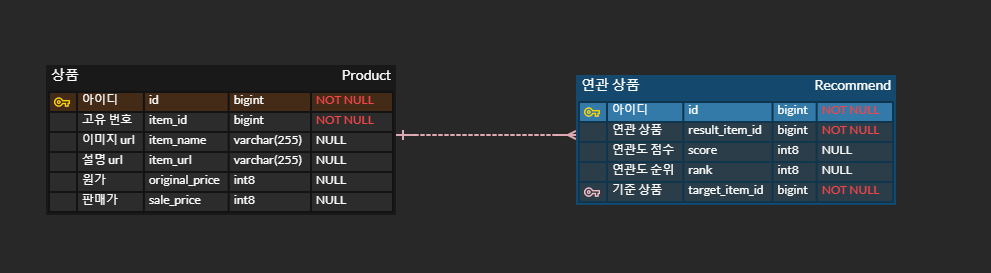 상품 Product
아이디 id bigint NOT NULL
고유 번호 item_id bigint NOT NULL
이미지 url item_name varchar(255) NULL
설명 url item_url varchar(255) NULL
원가 original_price int8 NULL
판매가 sale_price int8 NULL
연관 상품 Recommend
아이디 id bigint NOT NULL
연관 상품 result_item_id bigint NOT NULL
연관도 점수 score int8 NULL
연관도 순위 rank int8 NULL
기준 상품 target_item_id bigint NOT NULL